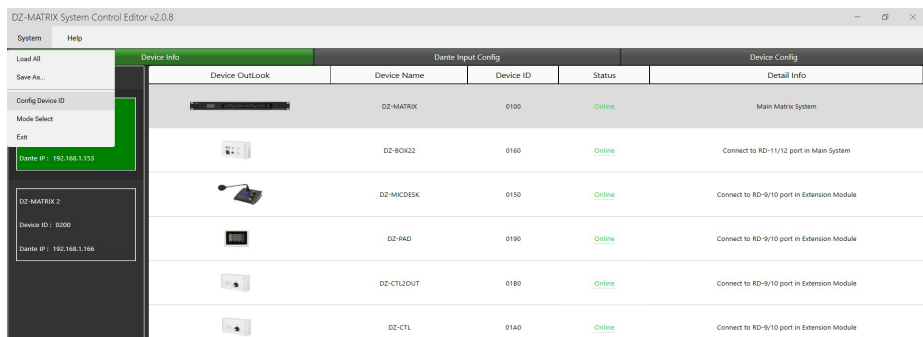 DZ-MATRIX System Control Editor v2.0.8
System Help
Load All
Save As...
Config Device ID
Mode Select
Exit
Device Info Dante Input Config Device Config
Device OutLook Device Name Device ID Status Detail Info
DZ-MATRIX 0100 Online Main Matrix System
DZ-BOX22 0160 Online Connect to RD-11/12 port in Main System
DZ-MICDESK 0150 Online Connect to RD-9/10 port in Extension Module
DZ-PAD 0190 Online Connect to RD-9/10 port in Extension Module
DZ-CTL2OUT 01B0 Online Connect to RD-9/10 port in Extension Module
DZ-CTL 01A0 Online Connect to RD-9/10 port in Extension Module
Dante IP : 192.168.1.153
DZ-MATRIX 2
Device ID : 0200
Dante IP : 192.168.1.166